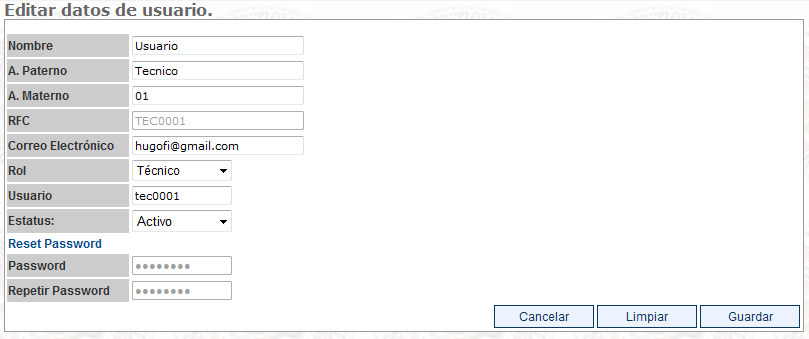 Editar datos de usuario.
Nombre Usuario
A. Paterno Tecnico
A. Materno 01
RFC TEC0001
Correo Electrónico hugofi@gmail.com
Rol Técnico
Usuario tec0001
Estatus: Activo
Reset Password
Password ••••••••
Repetir Password ••••••••
Cancelar Limpiar Guardar